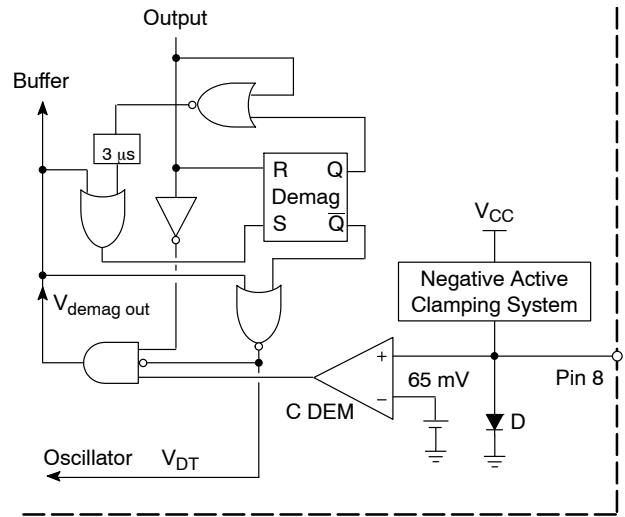 Output
Buffer
3 µs
R Q
Demag
S Q̅
VCC
Negative Active
Clamping System
Vdemag out
+
65 mV
Pin 8
−
C DEM
D
Oscillator VDT